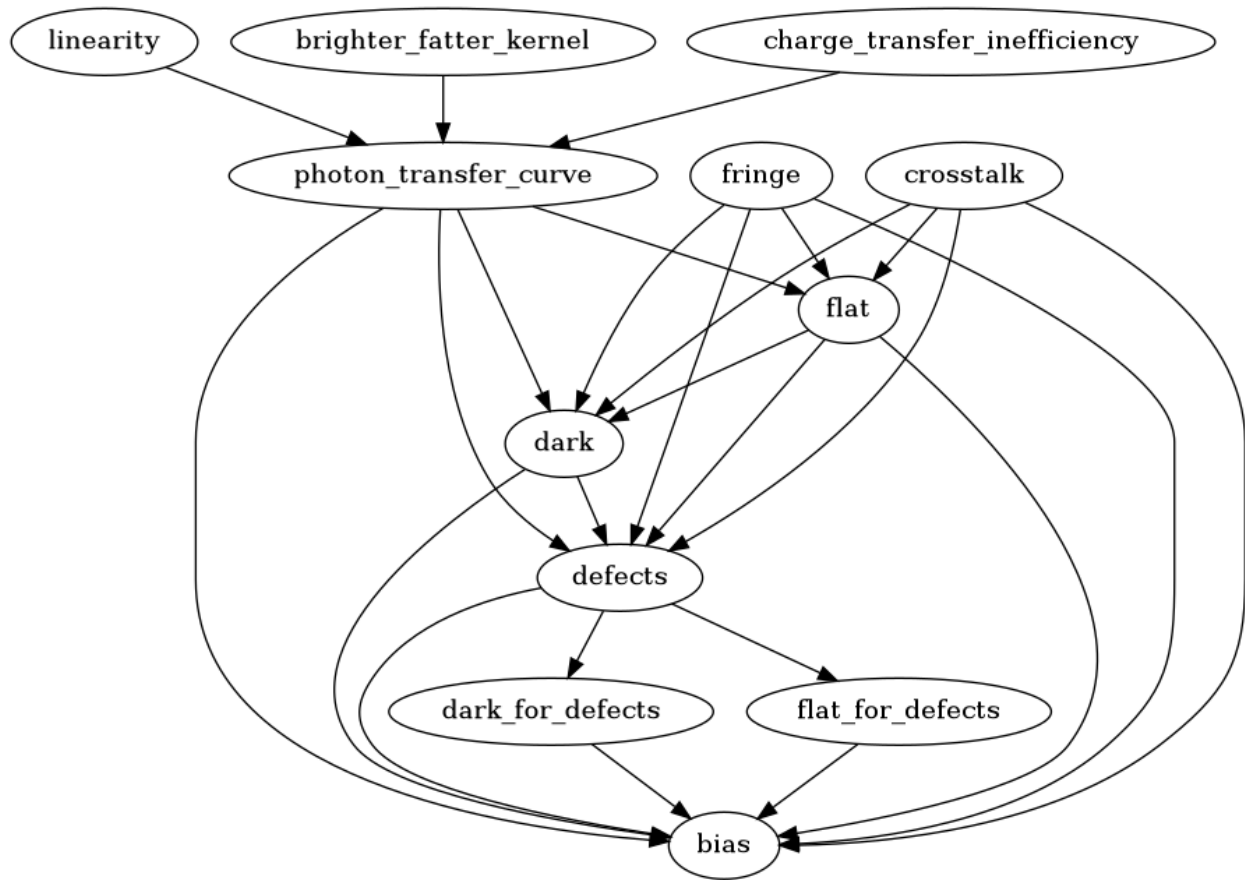 linearity
brighter_fatter_kernel
charge_transfer_inefficiency
photon_transfer_curve
fringe
crosstalk
flat
dark
defects
dark_for_defects
flat_for_defects
bias